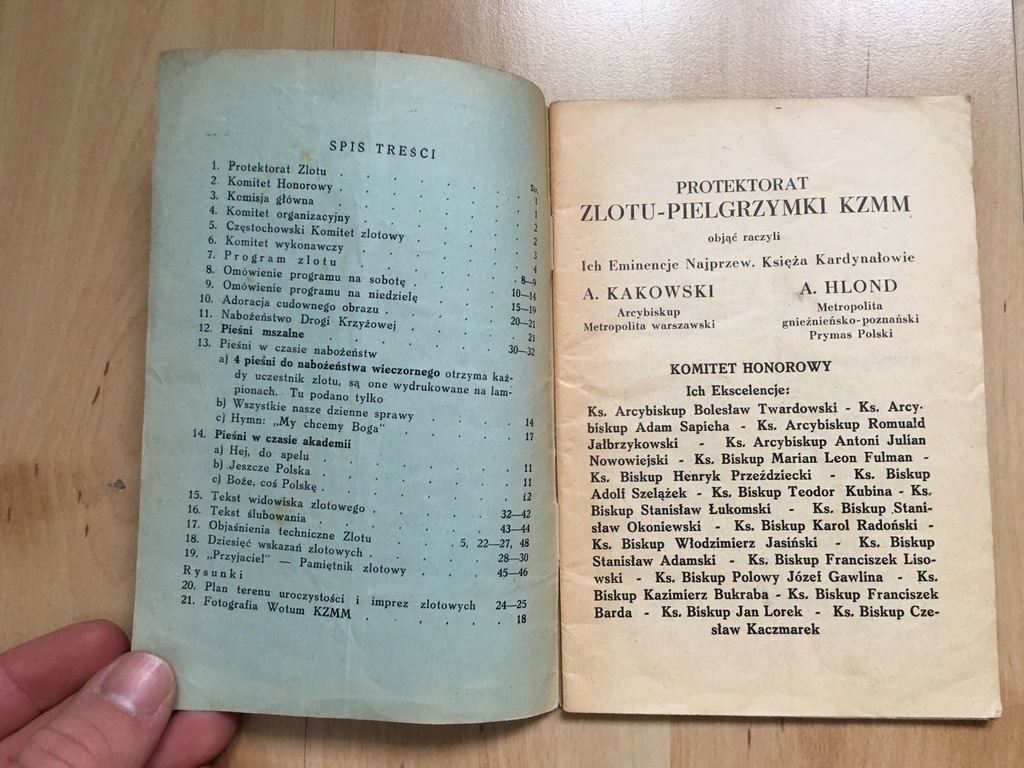 SPIS TREŚCI
Str.
1. Protektorat Zlotu . . . . . . . 1
2. Komitet Honorowy . . . . . . . 1
3. Komisja główna . . . . . . . 2
4. Komitet organizacyjny . . . . . . 2
5. Częstochowski Komitet zlotowy . . . . . 3
6. Komitet wykonawczy . . . . . . 4
7. Program zlotu . . . . . . 8—9
8. Omówienie programu na sobotę . . . . 10—14
9. Omówienie programu na niedzielę . . . . 15—19
10. Adoracja cudownego obrazu . . . . . 20—21
11. Nabożeństwo Drogi Krzyżowej . . . . . 21
12. Pieśni mszalne . . . . . . 30—32
13. Pieśni w czasie nabożeństw
a) 4 pieśni do nabożeństwa wieczornego otrzyma każ-
dy uczestnik zlotu, są one wydrukowane na lam-
pionach. Tu podano tylko
b) Wszystkie nasze dzienne sprawy . . . . 14
c) Hymn: „My chcemy Boga" . . . . . 17
14. Pieśni w czasie akademii
a) Hej, do apelu . . . . . . 11
b) Jeszcze Polska . . . . . . 11
c) Boże, coś Polskę . . . . . . 12
15. Tekst widowiska zlotowego . . . . . 32—42
16. Tekst ślubowania . . . . . . 43—44
17. Objaśnienia techniczne Zlotu . . . 5, 22—27, 48
18. Dziesięć wskazań zlotowych . . . . . 28—30
19. „Przyjaciel" — Pamiętnik zlotowy . . . . 45—46
Rysunki
20. Plan terenu uroczystości i imprez zlotowych 24—25
21. Fotografia Wotum KZMM . . . . . . 18
PROTEKTORAT
ZLOTU-PIELGRZYMKI KZMM
objąć raczyli
Ich Eminencje Najprzew. Księża Kardynałowie
A. KAKOWSKI
Arcybiskup
Metropolita warszawski
A. HLOND
Metropolita
gnieźnieńsko-poznański
Prymas Polski
KOMITET HONOROWY
Ich Ekscelencje:
Ks. Arcybiskup Bolesław Twardowski - Ks. Arcy-
biskup Adam Sapieha - Ks. Arcybiskup Romuald
Jałbrzykowski - Ks. Arcybiskup Antoni Julian
Nowowiejski - Ks. Biskup Marian Leon Fulman -
Ks. Biskup Henryk Przeździecki - Ks. Biskup
Adolf Szelążek - Ks. Biskup Teodor Kubina - Ks.
Biskup Stanisław Łukomski - Ks. Biskup Stani-
sław Okoniewski - Ks. Biskup Karol Radoński -
Ks. Biskup Włodzimierz Jasiński - Ks. Biskup
Stanisław Adamski - Ks. Biskup Franciszek Liso-
wski - Ks. Biskup Polowy Józef Gawlina - Ks.
Biskup Kazimierz Bukraba - Ks. Biskup Franciszek
Barda - Ks. Biskup Jan Lorek - Ks. Biskup Cze-
sław Kaczmarek